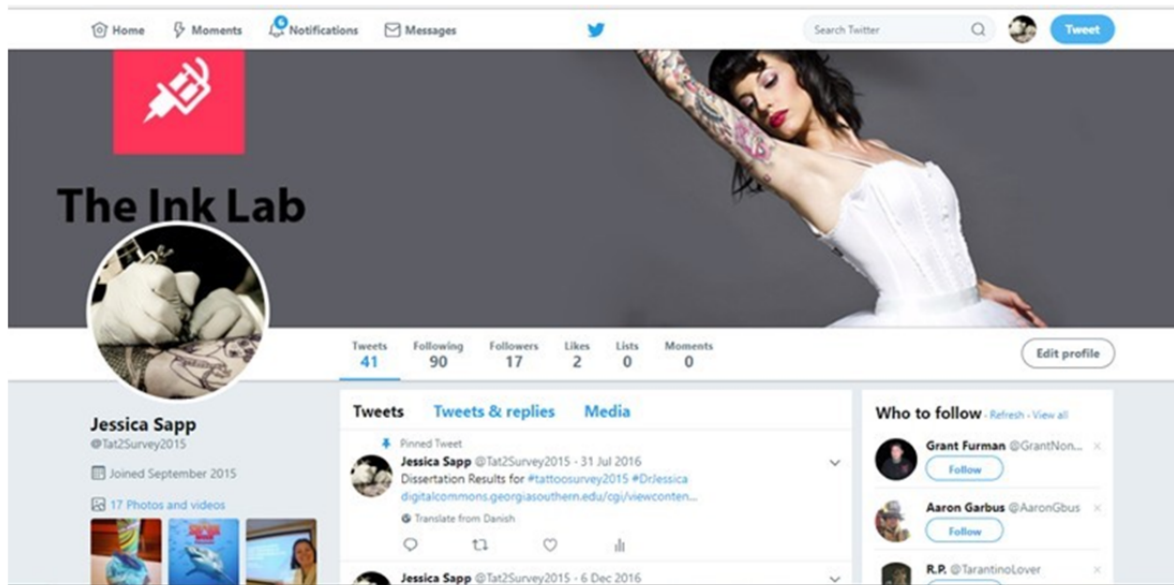 Home Moments 6 Notifications Messages Search Twitter Tweet
The Ink Lab
Tweets Following Followers Likes Lists Moments
41 90 17 2 0 0
Edit profile
Jessica Sapp
@Tat2Survey2015
Joined September 2015
17 Photos and videos
Tweets Tweets & replies Media
Pinned Tweet
Jessica Sapp @Tat2Survey2015 - 31 Jul 2016
Dissertation Results for #tattoosurvey2015 #DrJessica
digitalcommons.georgiasouthern.edu/cgi/viewconten...
Translate from Danish
Jessica Sapp @Tat2Survey2015 - 6 Dec 2016
Who to follow · Refresh · View all
Grant Furman @GrantNon... ×
Follow
Aaron Garbus @AaronGbus ×
Follow
R.P. @TarantinoLover ×